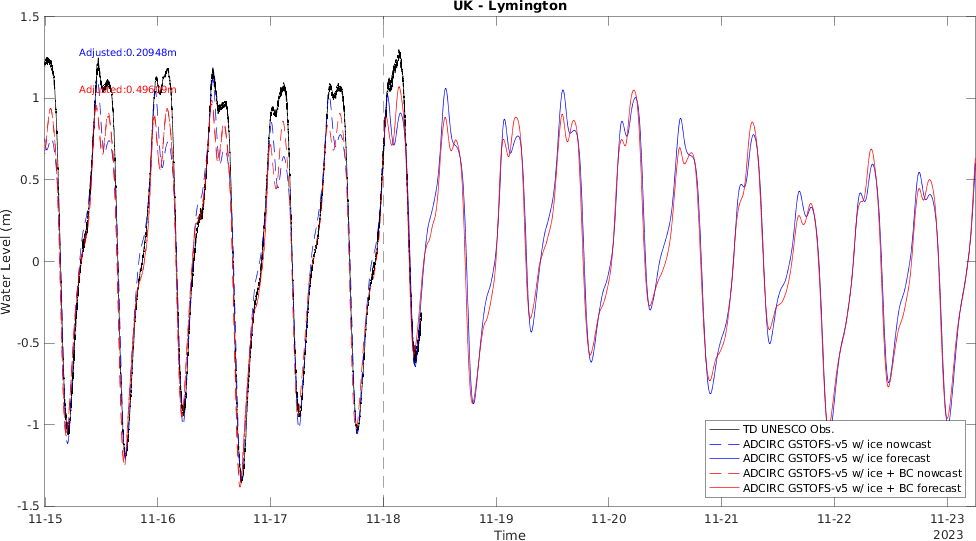 UK - Lymington
1.5
Adjusted:0.20948m
Adjusted:
1
0.5
0
-0.5
-1
-1.5
Water Level (m)
TD UNESCO Obs.
ADCIRC GSTOFS-v5 w/ ice nowcast
ADCIRC GSTOFS-v5 w/ ice forecast
ADCIRC GSTOFS-v5 w/ ice + BC nowcast
ADCIRC GSTOFS-v5 w/ ice + BC forecast
11-15 11-16 11-17 11-18 11-19 11-20 11-21 11-22 11-23
Time
2023